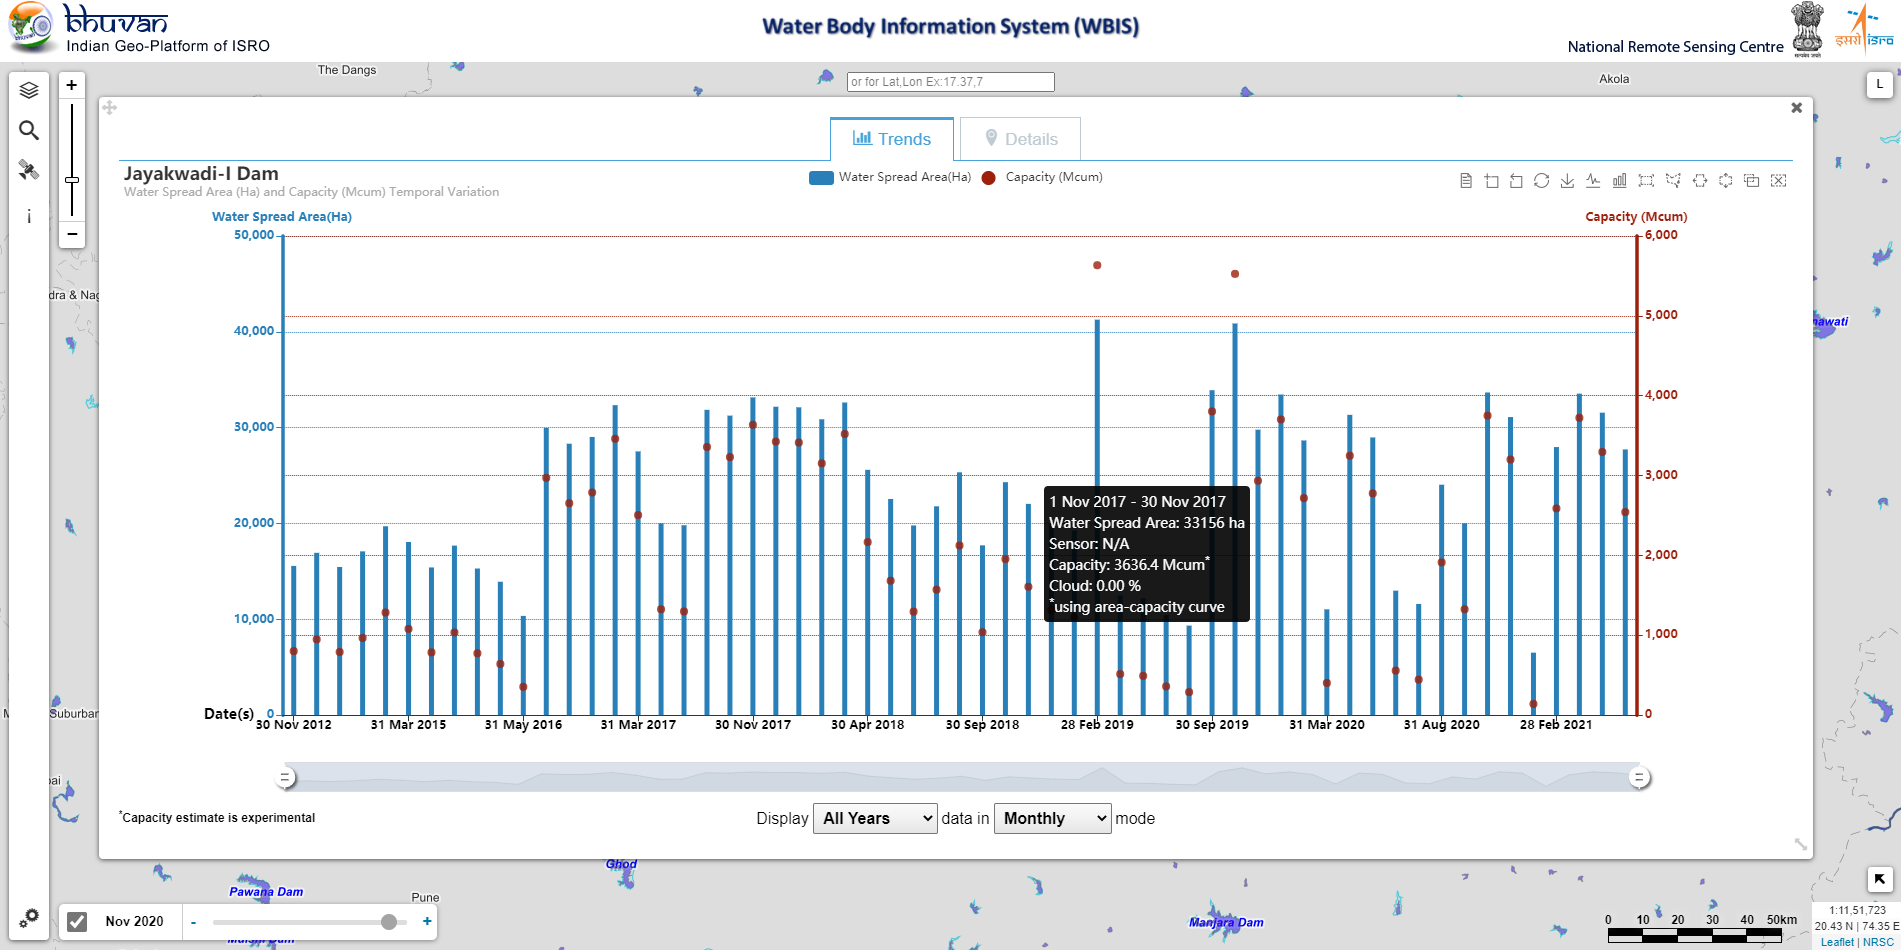 bhuvan
Indian Geo-Platform of ISRO
Water Body Information System (WBIS)
National Remote Sensing Centre
इसरो isro
The Dangs
or for Lat,Lon Ex:17.37,7
Akola
L
+
−
Trends
Details
Jayakwadi-I Dam
Water Spread Area (Ha) and Capacity (Mcum) Temporal Variation
Water Spread Area(Ha)
Capacity (Mcum)
Water Spread Area(Ha)
Capacity (Mcum)
50,000
40,000
30,000
20,000
10,000
0
6,000
5,000
4,000
3,000
2,000
1,000
0
1 Nov 2017 - 30 Nov 2017
Water Spread Area: 33156 ha
Sensor: N/A
Capacity: 3636.4 Mcum*
Cloud: 0.00 %
*using area-capacity curve
Date(s)
30 Nov 2012
31 Mar 2015
31 May 2016
31 Mar 2017
30 Nov 2017
30 Apr 2018
30 Sep 2018
28 Feb 2019
30 Sep 2019
31 Mar 2020
31 Aug 2020
28 Feb 2021
dra & Nag
nawati
Suburban
*Capacity estimate is experimental
Display All Years data in Monthly mode
Ghod
Pawana Dam
Pune
Manjara Dam
Nov 2020
-
+
0 10 20 30 40 50km
1:11,51,723
20.43 N | 74.35 E
Leaflet | NRSC